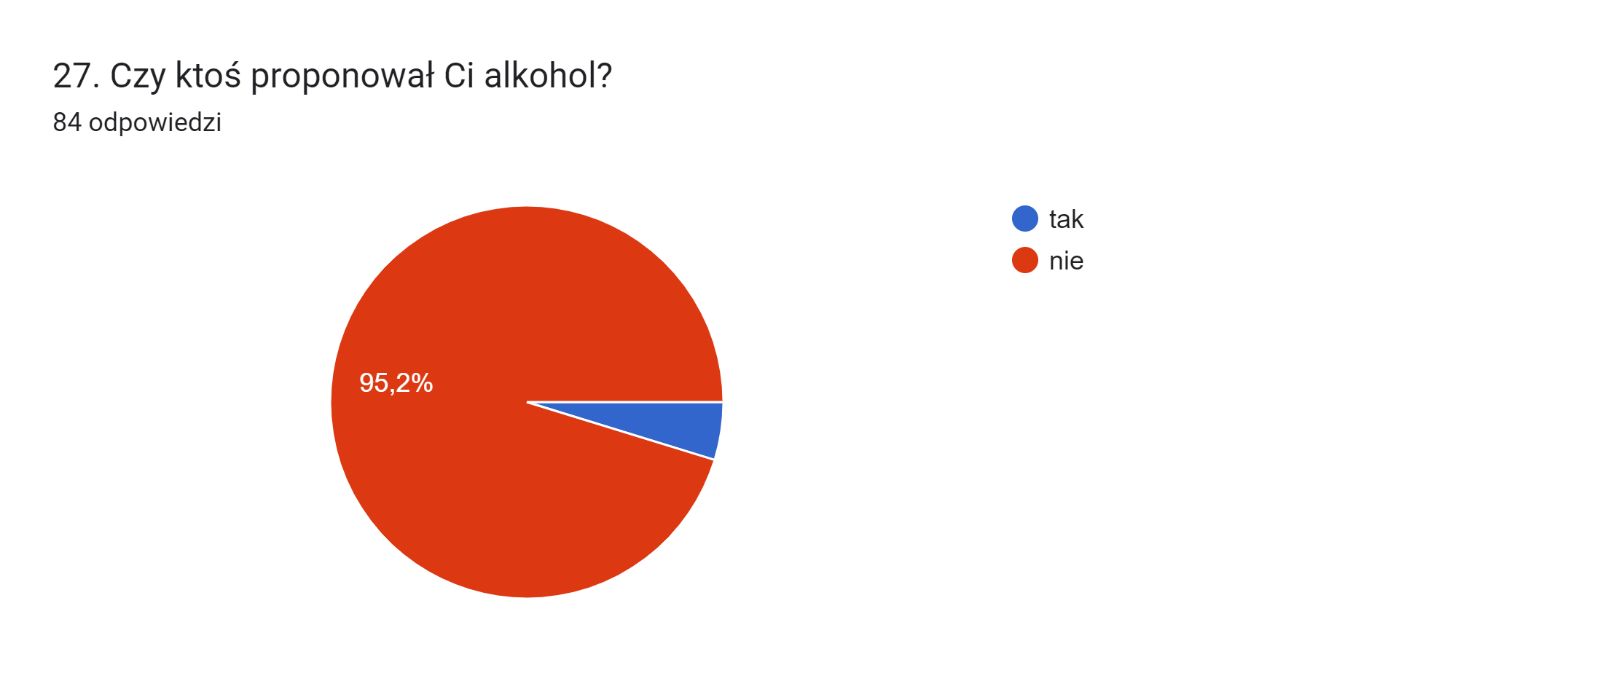 27. Czy ktoś proponował Ci alkohol?
84 odpowiedzi
tak
nie
95,2%